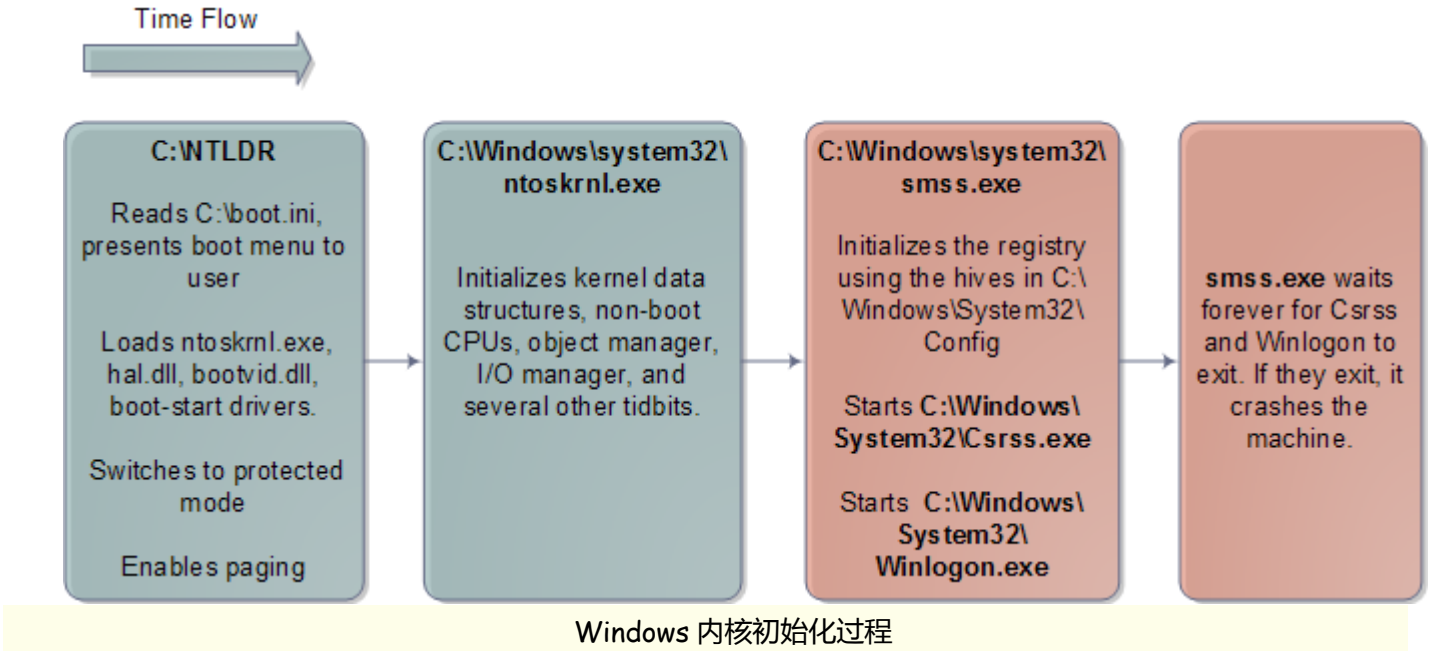 Time Flow
C:\NTLDR
Reads C:\boot.ini,
presents boot menu to
user
Loads ntoskrnl.exe,
hal.dll, bootvid.dll,
boot-start drivers.
Switches to protected
mode
Enables paging
C:\Windows\system32\
ntoskrnl.exe
Initializes kernel data
structures, non-boot
CPUs, object manager,
I/O manager, and
several other tidbits.
C:\Windows\system32\
smss.exe
Initializes the registry
using the hives in C:\
Windows\System32\
Config
Starts C:\Windows\
System32\Csrss.exe
Starts C:\Windows\
System32\
Winlogon.exe
smss.exe waits
forever for Csrss
and Winlogon to
exit. If they exit, it
crashes the
machine.
Windows 内核初始化过程